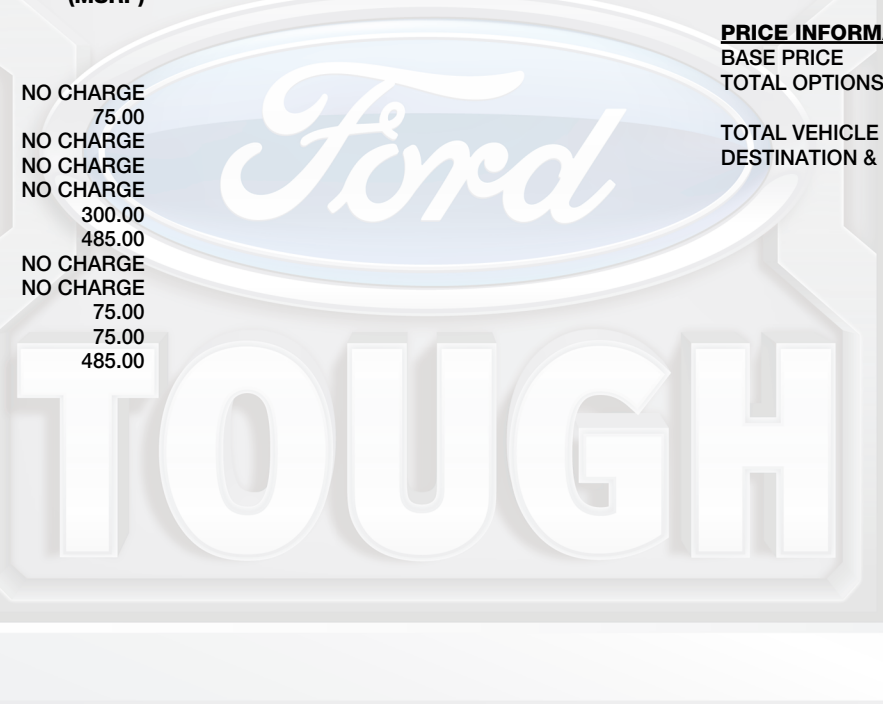 (MSRP)
NO CHARGE
75.00
NO CHARGE
NO CHARGE
NO CHARGE
300.00
485.00
NO CHARGE
NO CHARGE
75.00
75.00
485.00
PRICE INFORMA
BASE PRICE
TOTAL OPTIONS
TOTAL VEHICLE
DESTINATION &
Ford
TOUGH